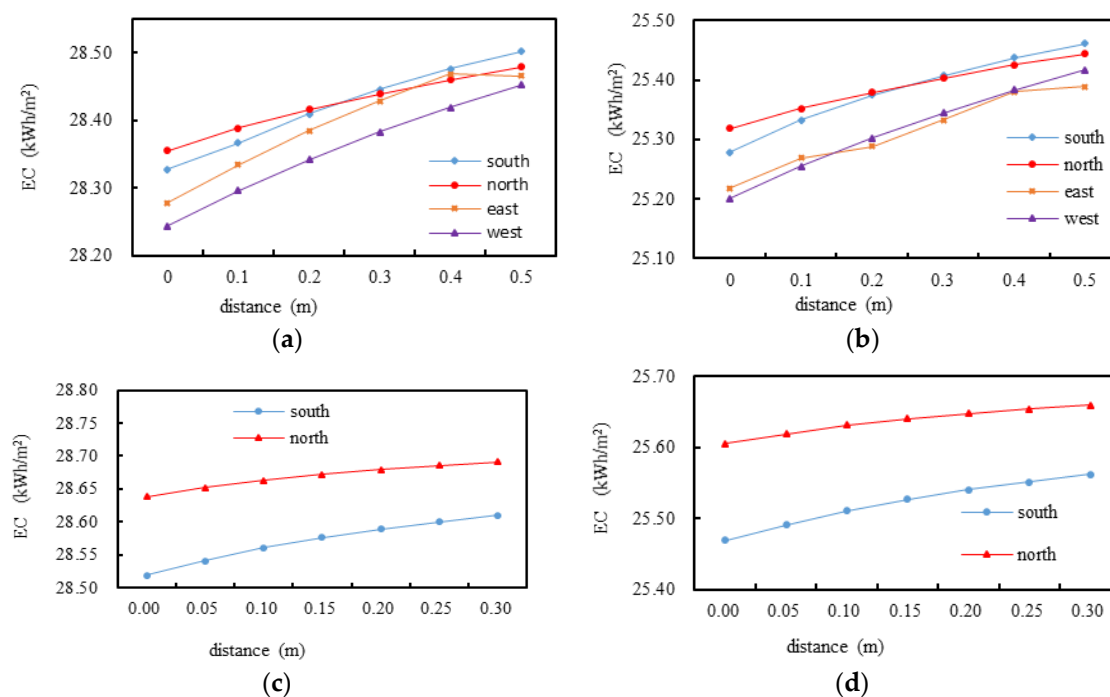 28.50
28.40
28.30
28.20
EC (kWh/m²)
south
north
east
west
0 0.1 0.2 0.3 0.4 0.5
distance (m)
(a)
25.50
25.40
25.30
25.20
25.10
EC (kWh/m²)
south
north
east
west
0 0.1 0.2 0.3 0.4 0.5
distance (m)
(b)
28.80
28.75
28.70
28.65
28.60
28.55
28.50
EC (kWh/m²)
south
north
0.00 0.05 0.10 0.15 0.20 0.25 0.30
distance (m)
(c)
25.70
25.60
25.50
25.40
EC (kWh/m²)
south
north
0.00 0.05 0.10 0.15 0.20 0.25 0.30
distance (m)
(d)